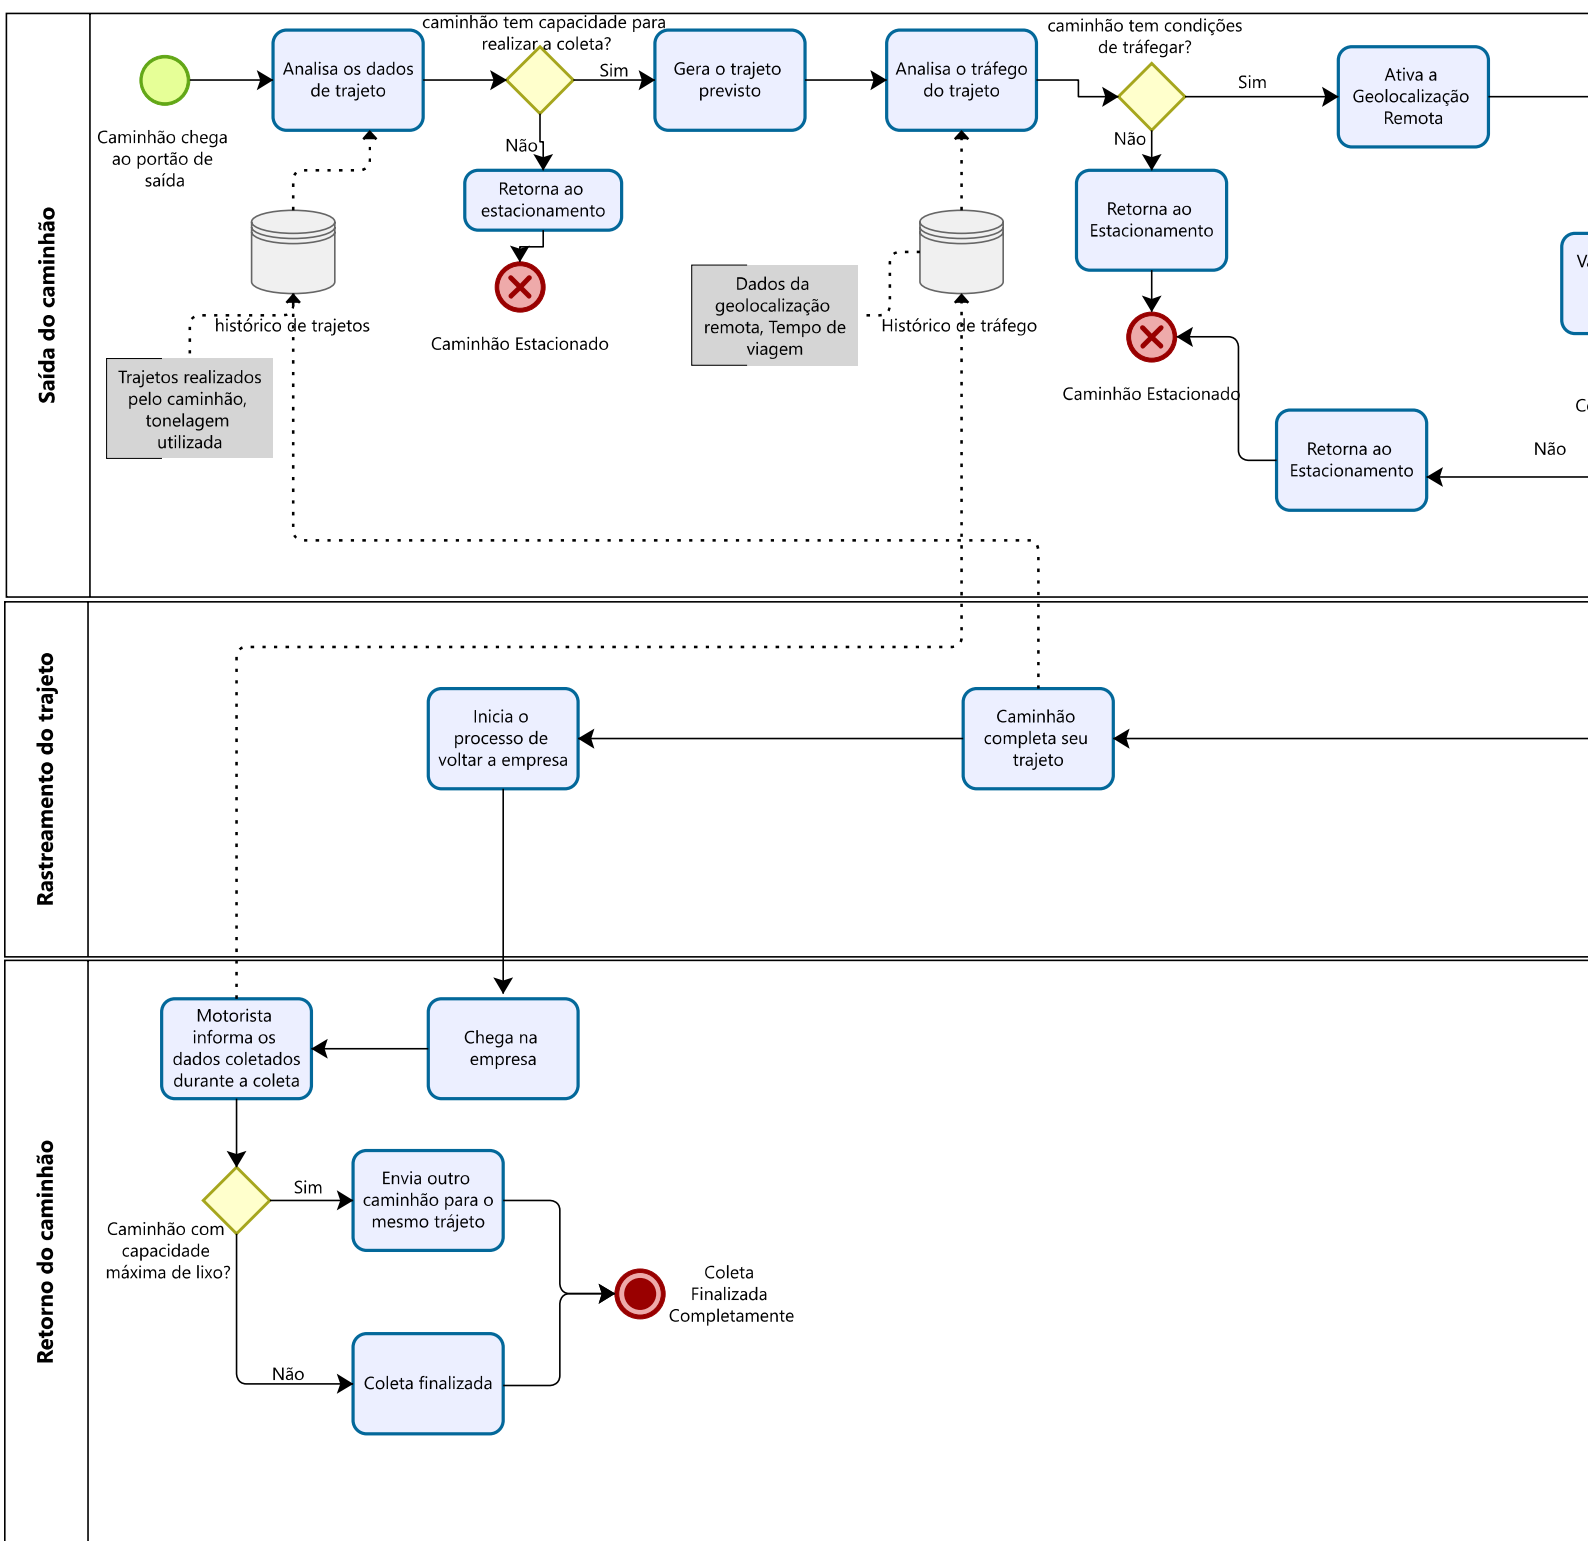 Saída do caminhão
Caminhão chega
ao portão de
saída
Analisa os dados
de trajeto
caminhão tem capacidade para
realizar a coleta?
Sim
Não
Gera o trajeto
previsto
Analisa o tráfego
do trajeto
caminhão tem condições
de tráfegar?
Sim
Não
Ativa a
Geolocalização
Remota
Retorna ao
estacionamento
Caminhão Estacionado
histórico de trajetos
Trajetos realizados
pelo caminhão,
tonelagem
utilizada
Dados da
geolocalização
remota, Tempo de
viagem
Histórico de tráfego
Retorna ao
Estacionamento
Caminhão Estacionado
Retorna ao
Estacionamento
Não
Rastreamento do trajeto
Inicia o
processo de
voltar a empresa
Caminhão
completa seu
trajeto
Retorno do caminhão
Motorista
informa os
dados coletados
durante a coleta
Chega na
empresa
Caminhão com
capacidade
máxima de lixo?
Sim
Envia outro
caminhão para o
mesmo trájeto
Não
Coleta finalizada
Coleta
Finalizada
Completamente